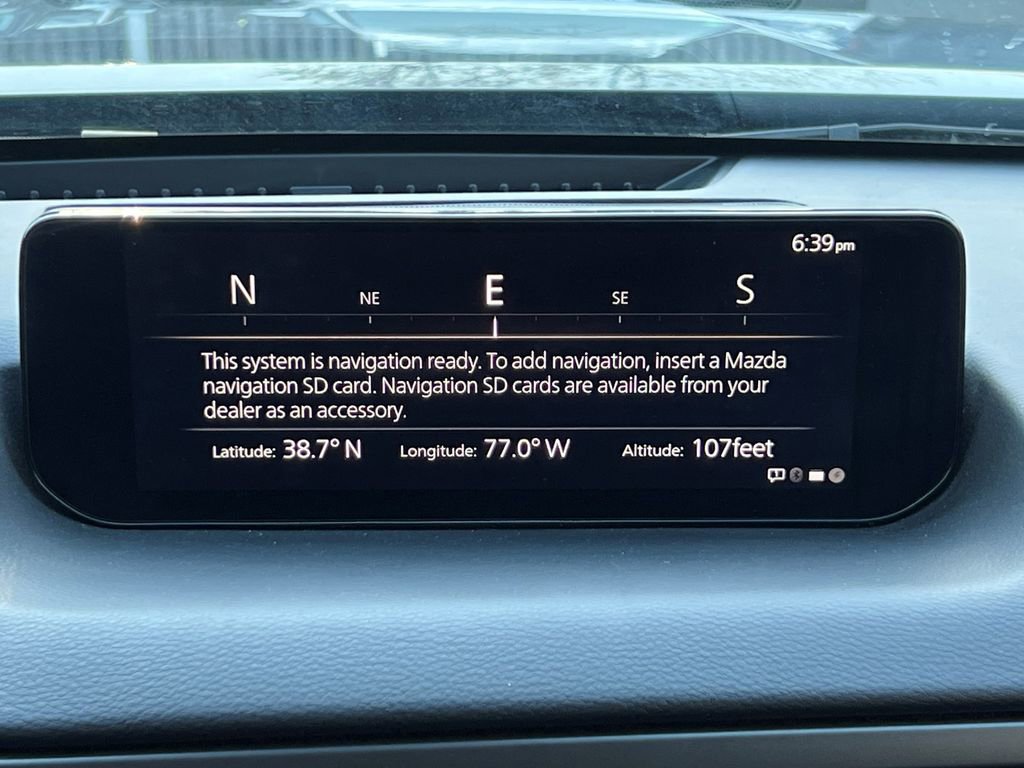 6:39pm
N NE E SE S
This system is navigation ready. To add navigation, insert a Mazda
navigation SD card. Navigation SD cards are available from your
dealer as an accessory.
Latitude: 38.7° N Longitude: 77.0° W Altitude: 107feet